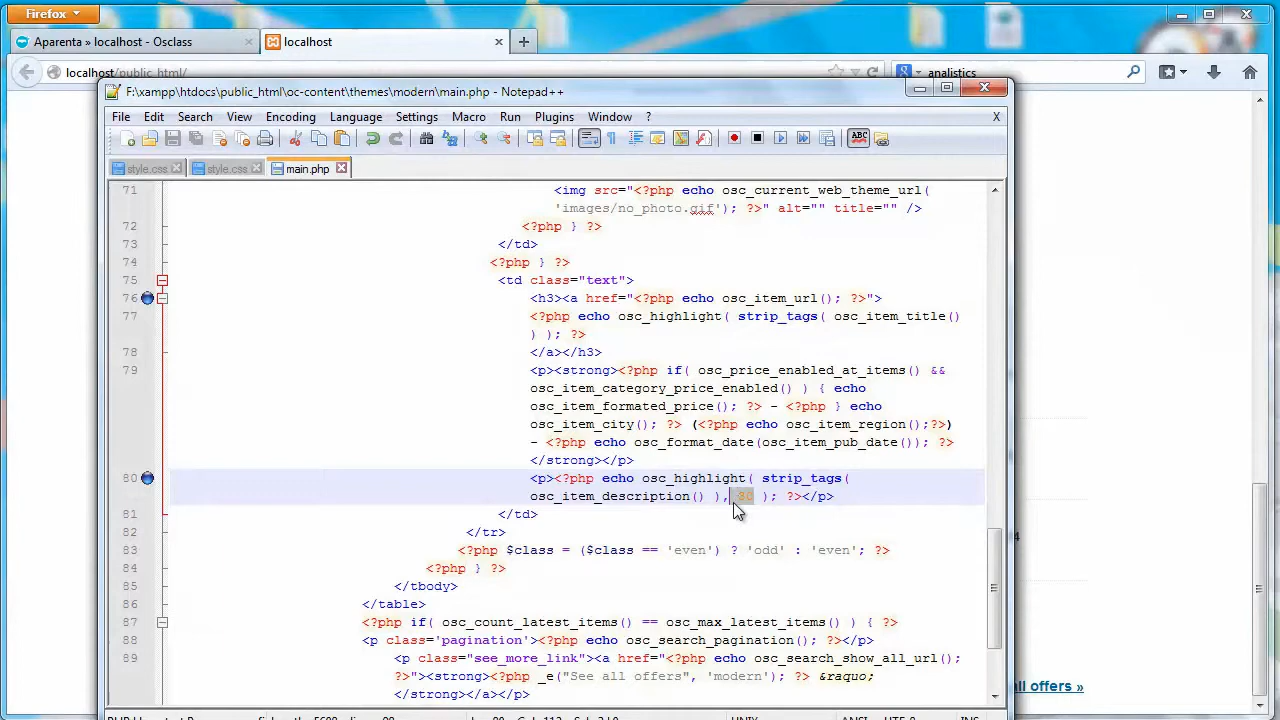 Firefox
Aparenta » localhost - Osclass
localhost
localhost/public_html/
analistics
F:\xampp\htdocs\public_html\oc-content\themes\modern\main.php - Notepad++
File Edit Search View Encoding Language Settings Macro Run Plugins Window ? X
style.css style.css main.php
71 <img src="<?php echo osc_current_web_theme_url(
'images/no_photo.gif'); ?>" alt="" title="" />
72 <?php } ?>
73 </td>
74 <?php } ?>
75 <td class="text">
76 <h3><a href="<?php echo osc_item_url(); ?>">
77 <?php echo osc_highlight( strip_tags( osc_item_title()
) ); ?>
78 </a></h3>
79 <p><strong><?php if( osc_price_enabled_at_items() &&
osc_item_category_price_enabled() ) { echo
osc_item_formated_price(); ?> - <?php } echo
osc_item_city(); ?> (<?php echo osc_item_region();?>)
- <?php echo osc_format_date(osc_item_pub_date()); ?>
</strong></p>
80 <p><?php echo osc_highlight( strip_tags(
osc_item_description() ), 80 ); ?></p>
81 </td>
82 </tr>
83 <?php $class = ($class == 'even') ? 'odd' : 'even'; ?>
84 <?php } ?>
85 </tbody>
86 </table>
87 <?php if( osc_count_latest_items() == osc_max_latest_items() ) { ?>
88 <p class='pagination'><?php echo osc_search_pagination(); ?></p>
89 <p class="see_more_link"><a href="<?php echo osc_search_show_all_url();
?>"><strong><?php _e("See all offers", 'modern'); ?> &raquo;
</strong></a></p>
4
all offers »